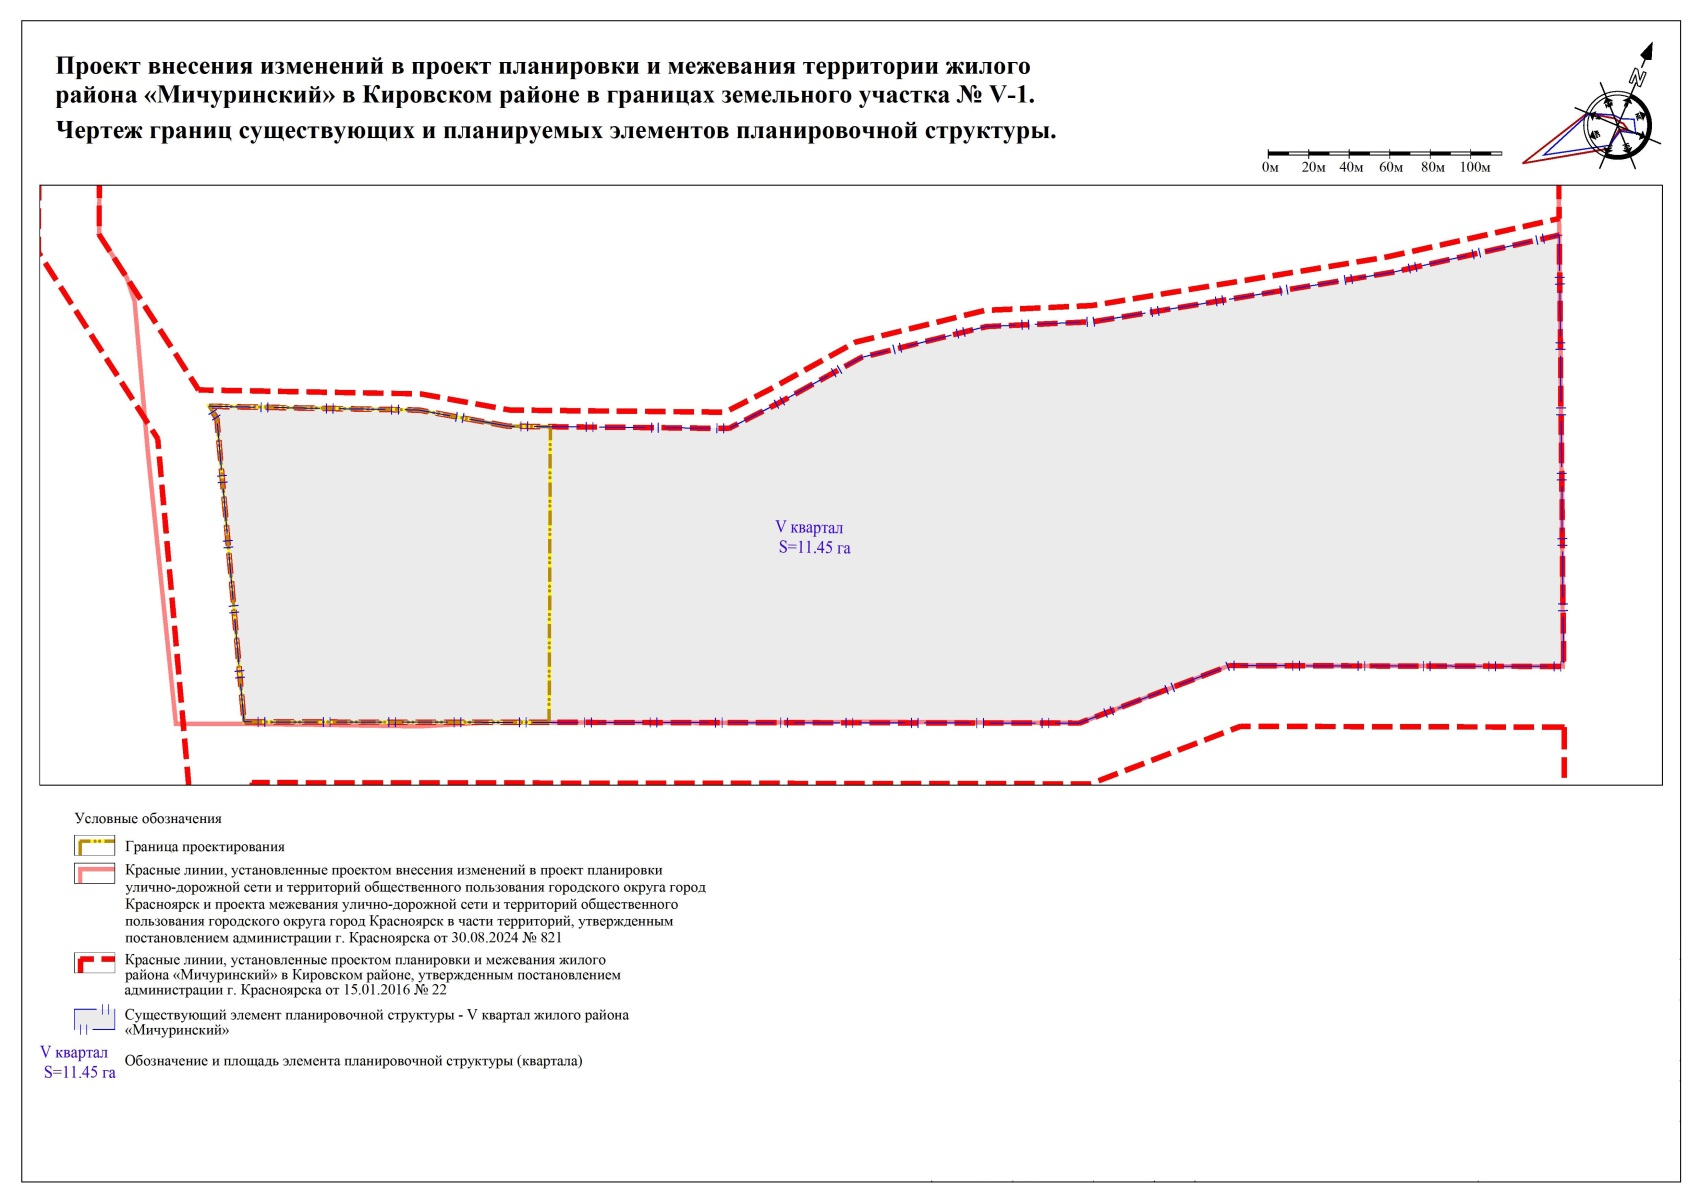 Проект внесения изменений в проект планировки и межевания территории жилого
района «Мичуринский» в Кировском районе в границах земельного участка № V-1.
Чертеж границ существующих и планируемых элементов планировочной структуры.
N
0м 20м 40м 60м 80м 100м
V квартал
S=11.45 га
Условные обозначения
Граница проектирования
Красные линии, установленные проектом внесения изменений в проект планировки
улично-дорожной сети и территорий общественного пользования городского округа город
Красноярск и проекта межевания улично-дорожной сети и территорий общественного
пользования городского округа город Красноярск в части территорий, утвержденным
постановлением администрации г. Красноярска от 30.08.2024 № 821
Красные линии, установленные проектом планировки и межевания жилого
района «Мичуринский» в Кировском районе, утвержденным постановлением
администрации г. Красноярска от 15.01.2016 № 22
Существующий элемент планировочной структуры - V квартал жилого района
«Мичуринский»
V квартал
S=11.45 га
Обозначение и площадь элемента планировочной структуры (квартала)